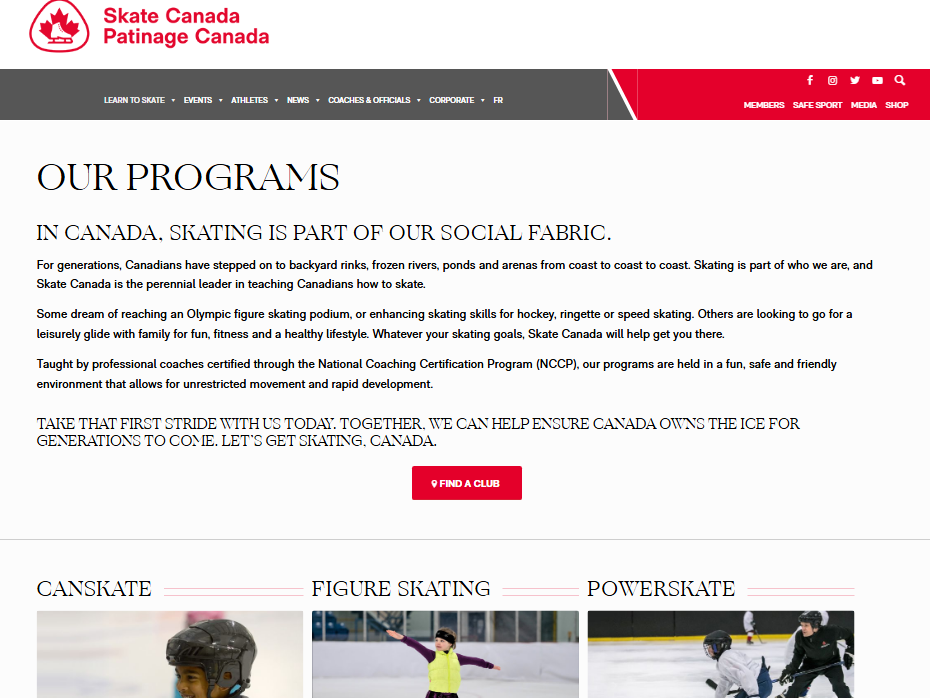 Skate Canada
Patinage Canada
LEARN TO SKATE EVENTS ATHLETES NEWS COACHES & OFFICIALS CORPORATE FR
MEMBERS SAFE SPORT MEDIA SHOP
OUR PROGRAMS
IN CANADA, SKATING IS PART OF OUR SOCIAL FABRIC.
For generations, Canadians have stepped on to backyard rinks, frozen rivers, ponds and arenas from coast to coast to coast. Skating is part of who we are, and
Skate Canada is the perennial leader in teaching Canadians how to skate.
Some dream of reaching an Olympic figure skating podium, or enhancing skating skills for hockey, ringette or speed skating. Others are looking to go for a
leisurely glide with family for fun, fitness and a healthy lifestyle. Whatever your skating goals, Skate Canada will help get you there.
Taught by professional coaches certified through the National Coaching Certification Program (NCCP), our programs are held in a fun, safe and friendly
environment that allows for unrestricted movement and rapid development.
TAKE THAT FIRST STRIDE WITH US TODAY. TOGETHER, WE CAN HELP ENSURE CANADA OWNS THE ICE FOR
GENERATIONS TO COME. LET'S GET SKATING, CANADA.
FIND A CLUB
CANSKATE FIGURE SKATING POWERSKATE